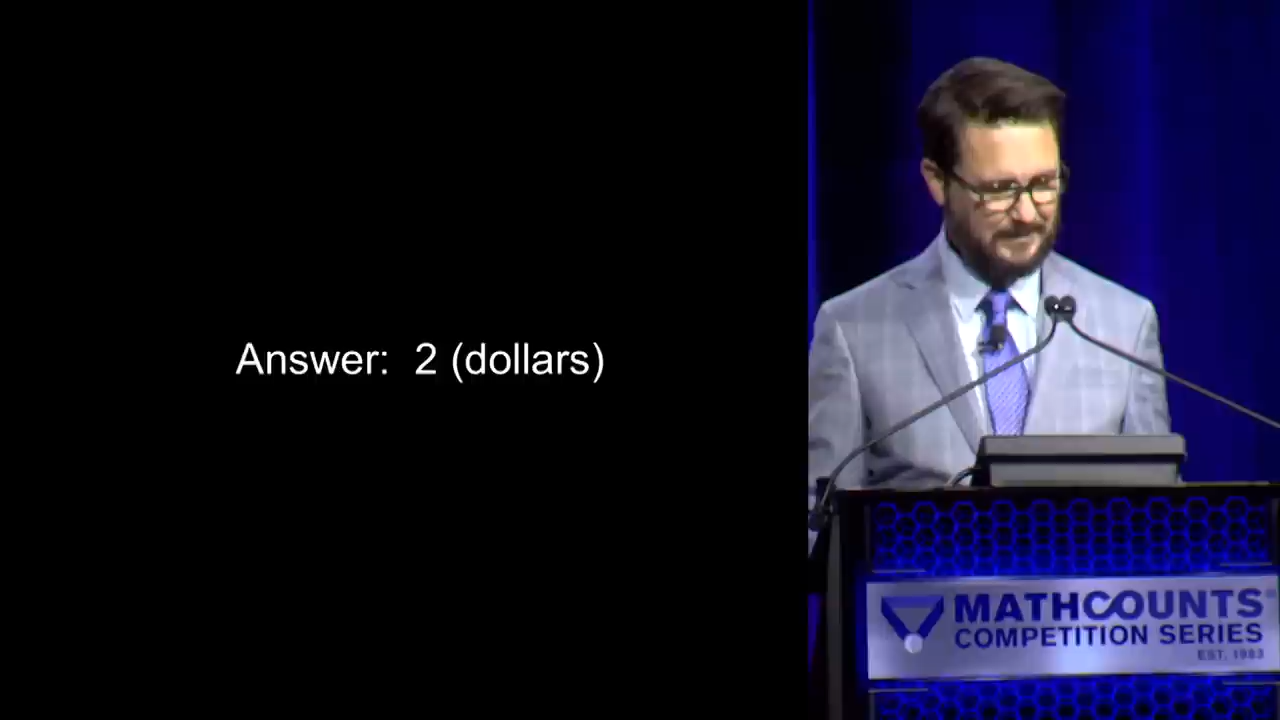 Answer:  2 (dollars)
MATHCOUNTS®
COMPETITION SERIES
EST. 1983